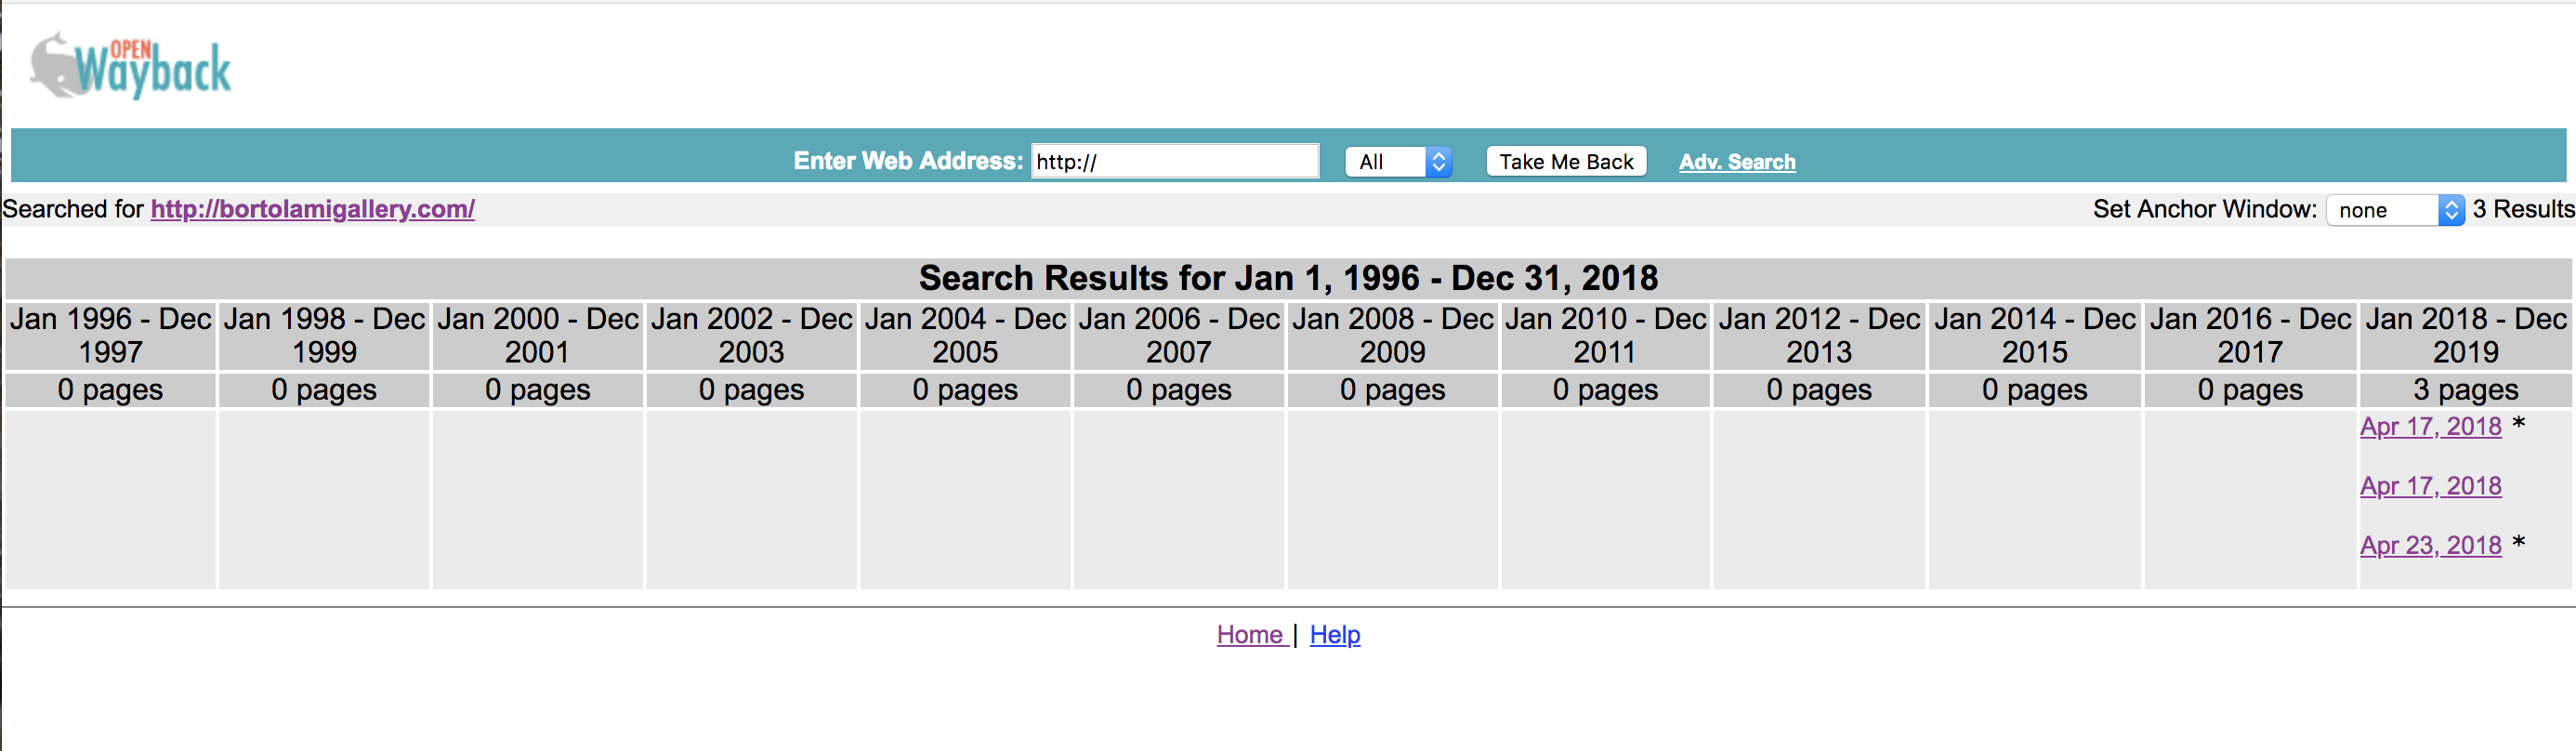 OPEN
Wayback
Enter Web Address: http:// All Take Me Back Adv. Search
Searched for http://bortolamigallery.com/ Set Anchor Window: none 3 Results
Search Results for Jan 1, 1996 - Dec 31, 2018
Jan 1996 - Dec 1997 Jan 1998 - Dec 1999 Jan 2000 - Dec 2001 Jan 2002 - Dec 2003 Jan 2004 - Dec 2005 Jan 2006 - Dec 2007 Jan 2008 - Dec 2009 Jan 2010 - Dec 2011 Jan 2012 - Dec 2013 Jan 2014 - Dec 2015 Jan 2016 - Dec 2017 Jan 2018 - Dec 2019
0 pages 0 pages 0 pages 0 pages 0 pages 0 pages 0 pages 0 pages 0 pages 0 pages 0 pages 3 pages
Apr 17, 2018 *
Apr 17, 2018
Apr 23, 2018 *
Home | Help